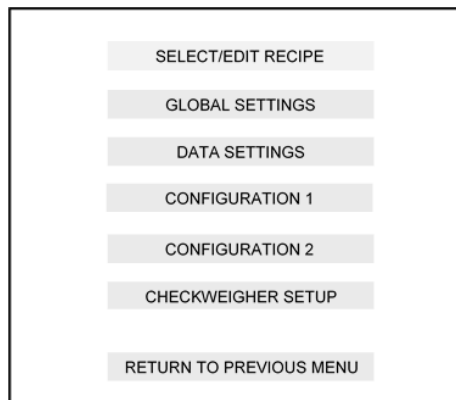 SELECT/EDIT RECIPE
GLOBAL SETTINGS
DATA SETTINGS
CONFIGURATION 1
CONFIGURATION 2
CHECKWEIGHER SETUP
RETURN TO PREVIOUS MENU